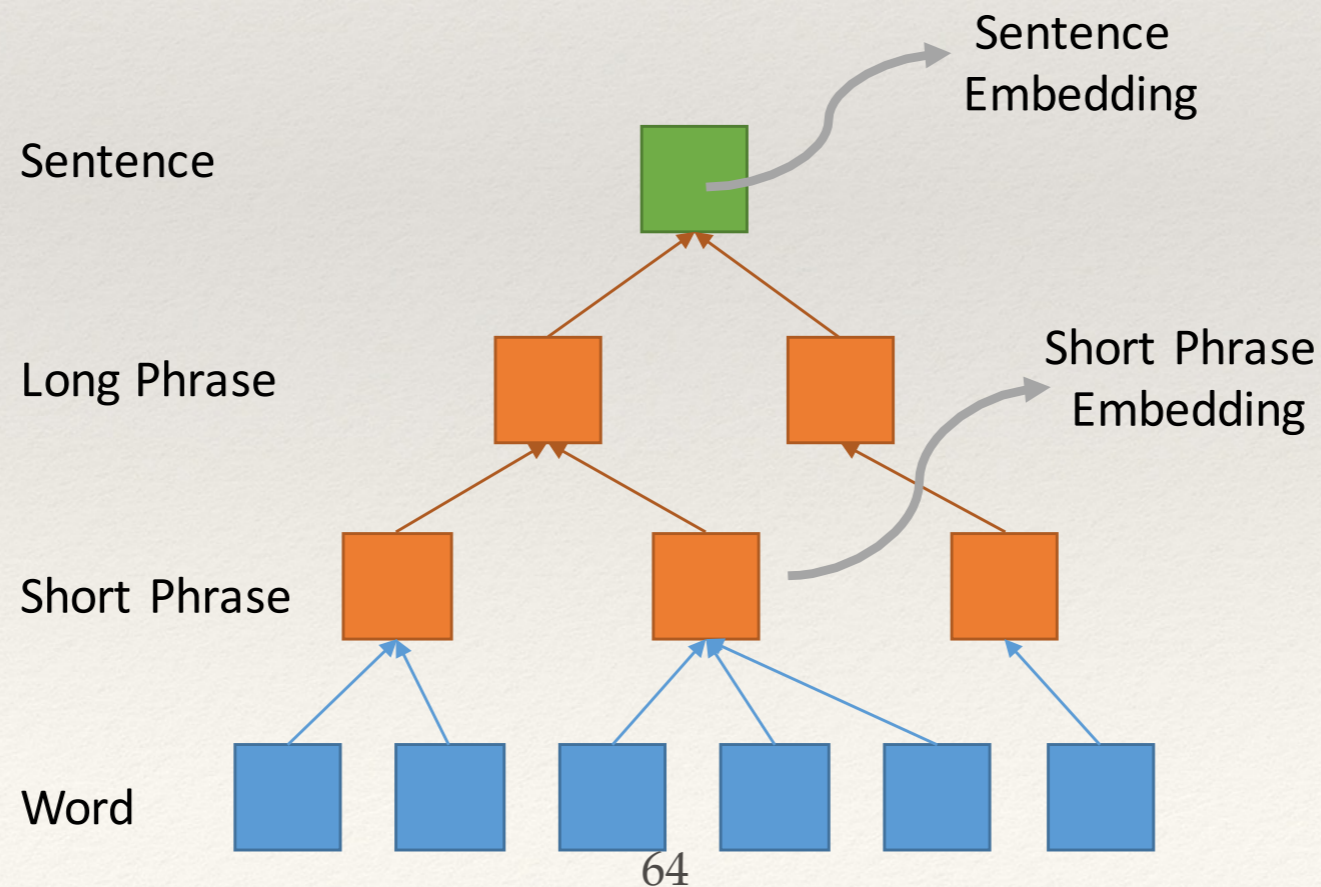 Sentence
Embedding
Sentence
Long Phrase
Short Phrase
Embedding
Short Phrase
Word
64